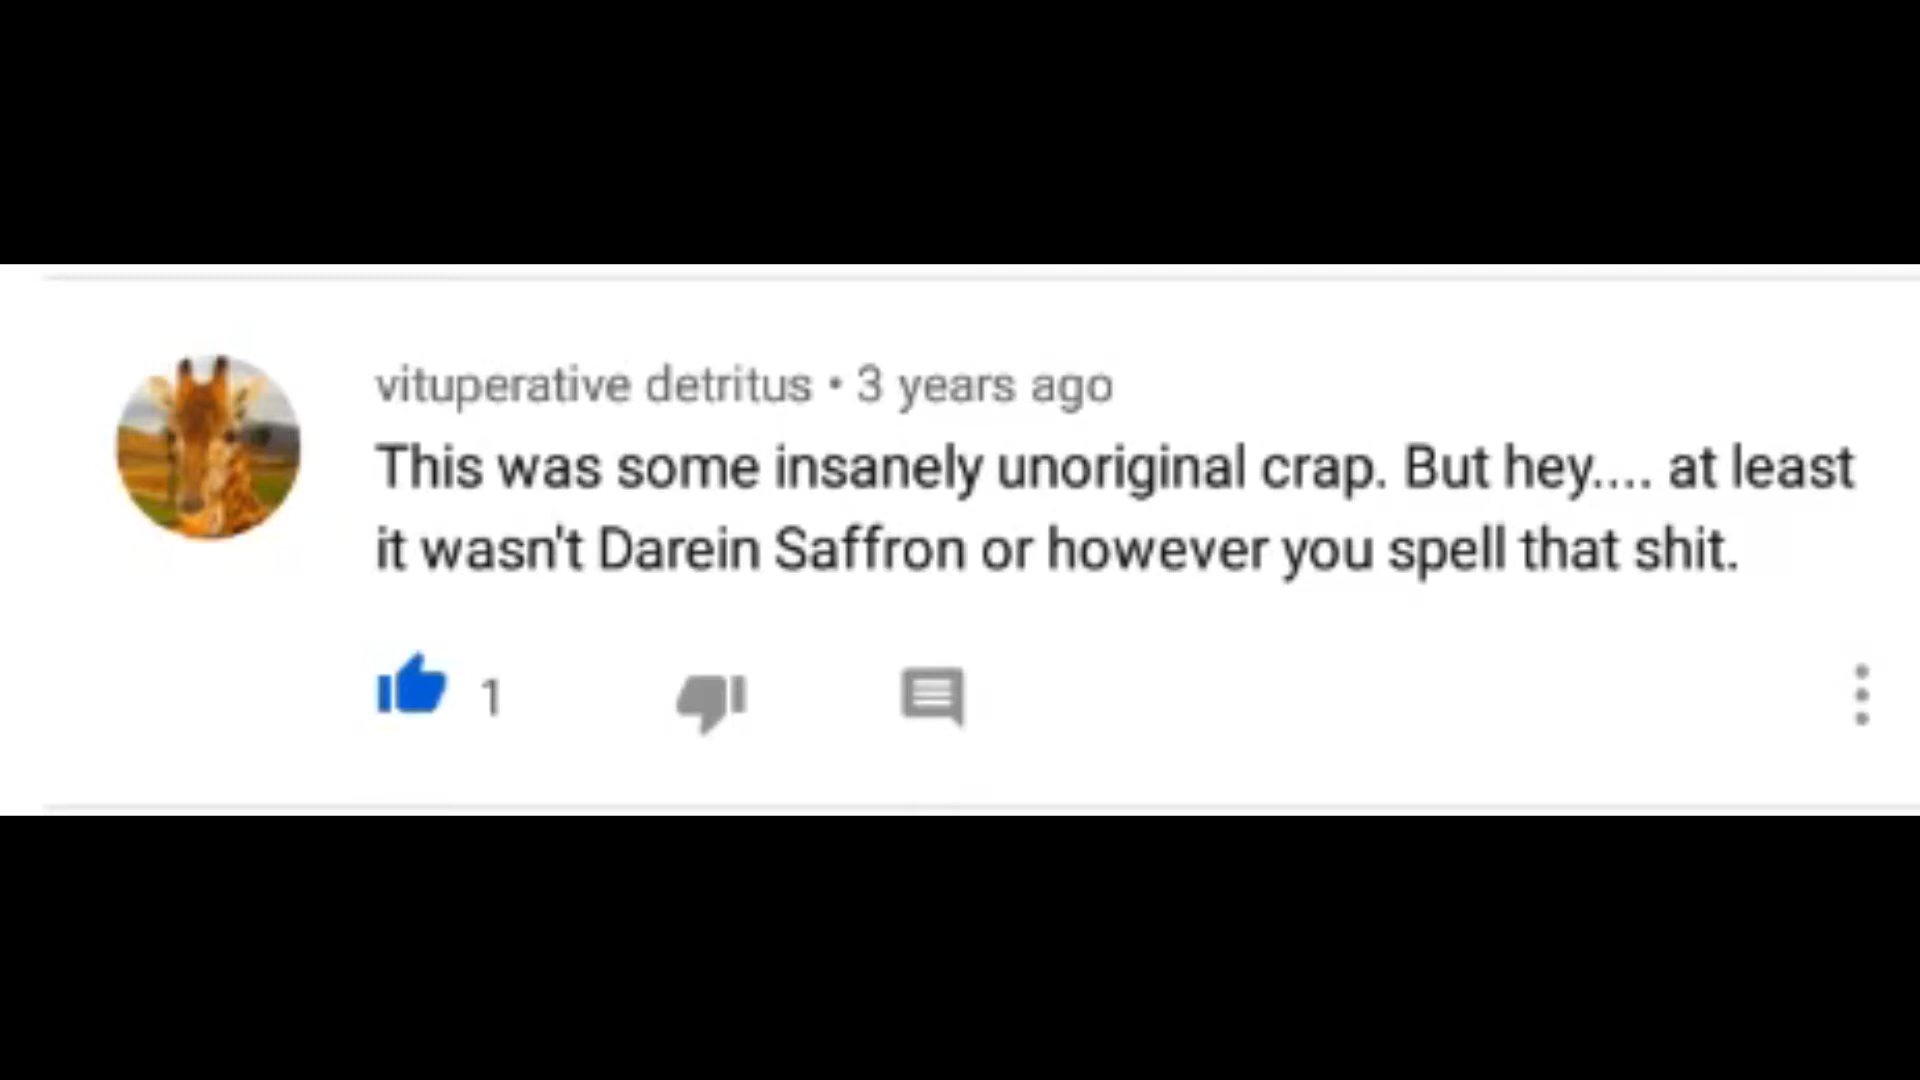 vituperative detritus • 3 years ago
This was some insanely unoriginal crap. But hey.... at least
it wasn't Darein Saffron or however you spell that shit.
1